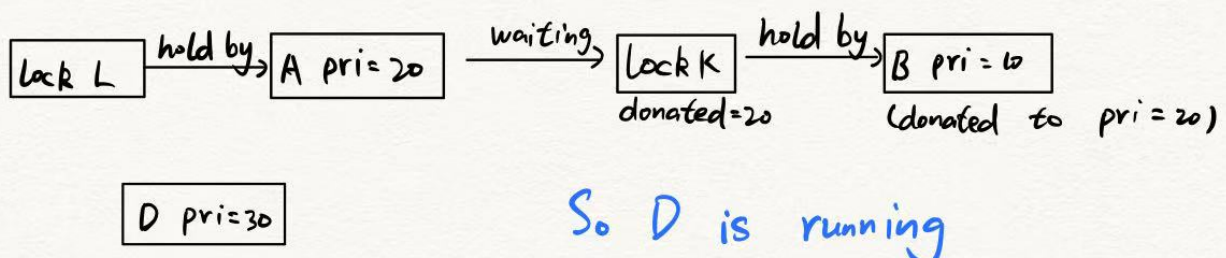 Lock L hold by A pri=20 waiting Lock K hold by B pri=10
donated=20 (donated to pri=20)
D pri=30 So D is running